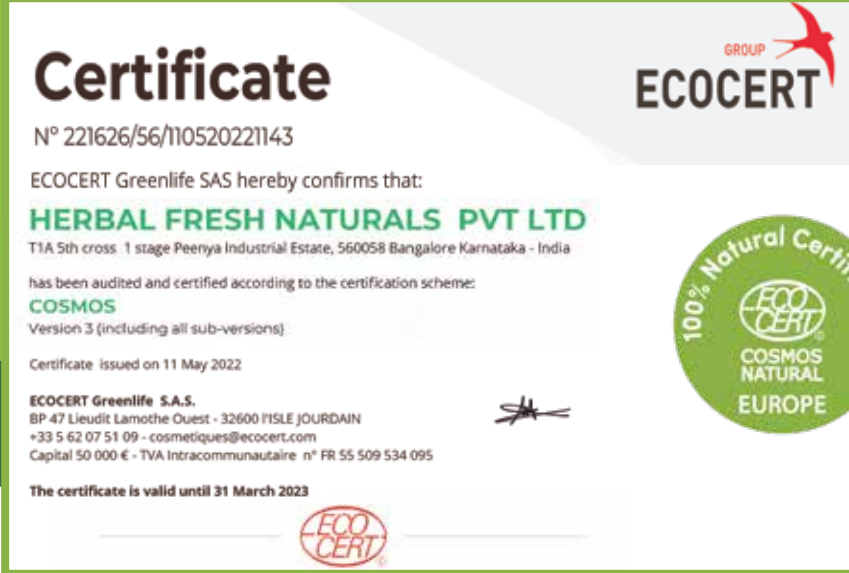 Certificate
GROUP
ECOCERT
N° 221626/56/110520221143
ECOCERT Greenlife SAS hereby confirms that:
HERBAL FRESH NATURALS PVT LTD
T1A 5th cross 1 stage Peenya Industrial Estate, 560058 Bangalore Karnataka - India
has been audited and certified according to the certification scheme:
COSMOS
Version 3 (including all sub-versions)
Certificate issued on 11 May 2022
ECOCERT Greenlife S.A.S.
BP 47 Lieudit Lamothe Ouest - 32600 l'ISLE JOURDAIN
+33 5 62 07 51 09 - cosmetiques@ecocert.com
Capital 50 000 € - TVA Intracommunautaire n° FR 55 509 534 095
The certificate is valid until 31 March 2023
ECO
CERT
100% Natural Certifi
ECO
CERT
COSMOS
NATURAL
EUROPE